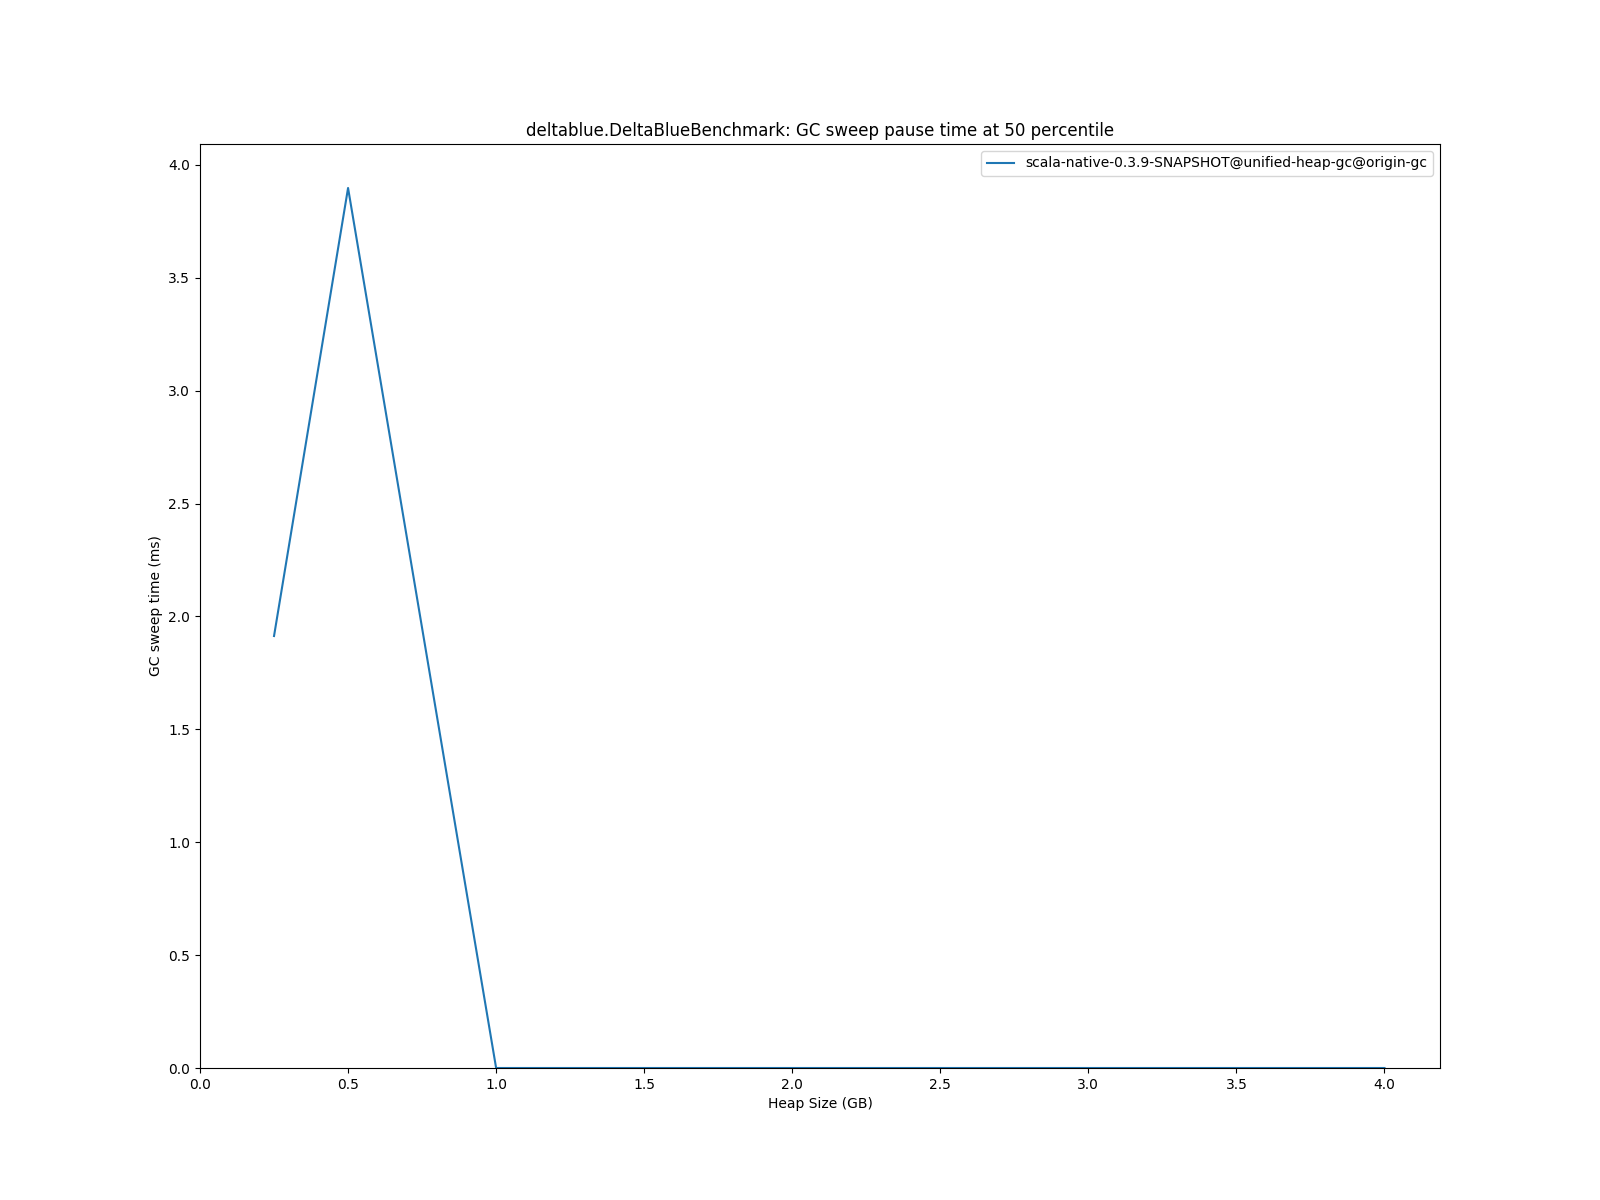 deltablue.DeltaBlueBenchmark: GC sweep pause time at 50 percentile
scala-native-0.3.9-SNAPSHOT@unified-heap-gc@origin-gc
4.0
3.5
3.0
2.5
2.0
1.5
1.0
0.5
0.0
GC sweep time (ms)
0.0 0.5 1.0 1.5 2.0 2.5 3.0 3.5 4.0
Heap Size (GB)